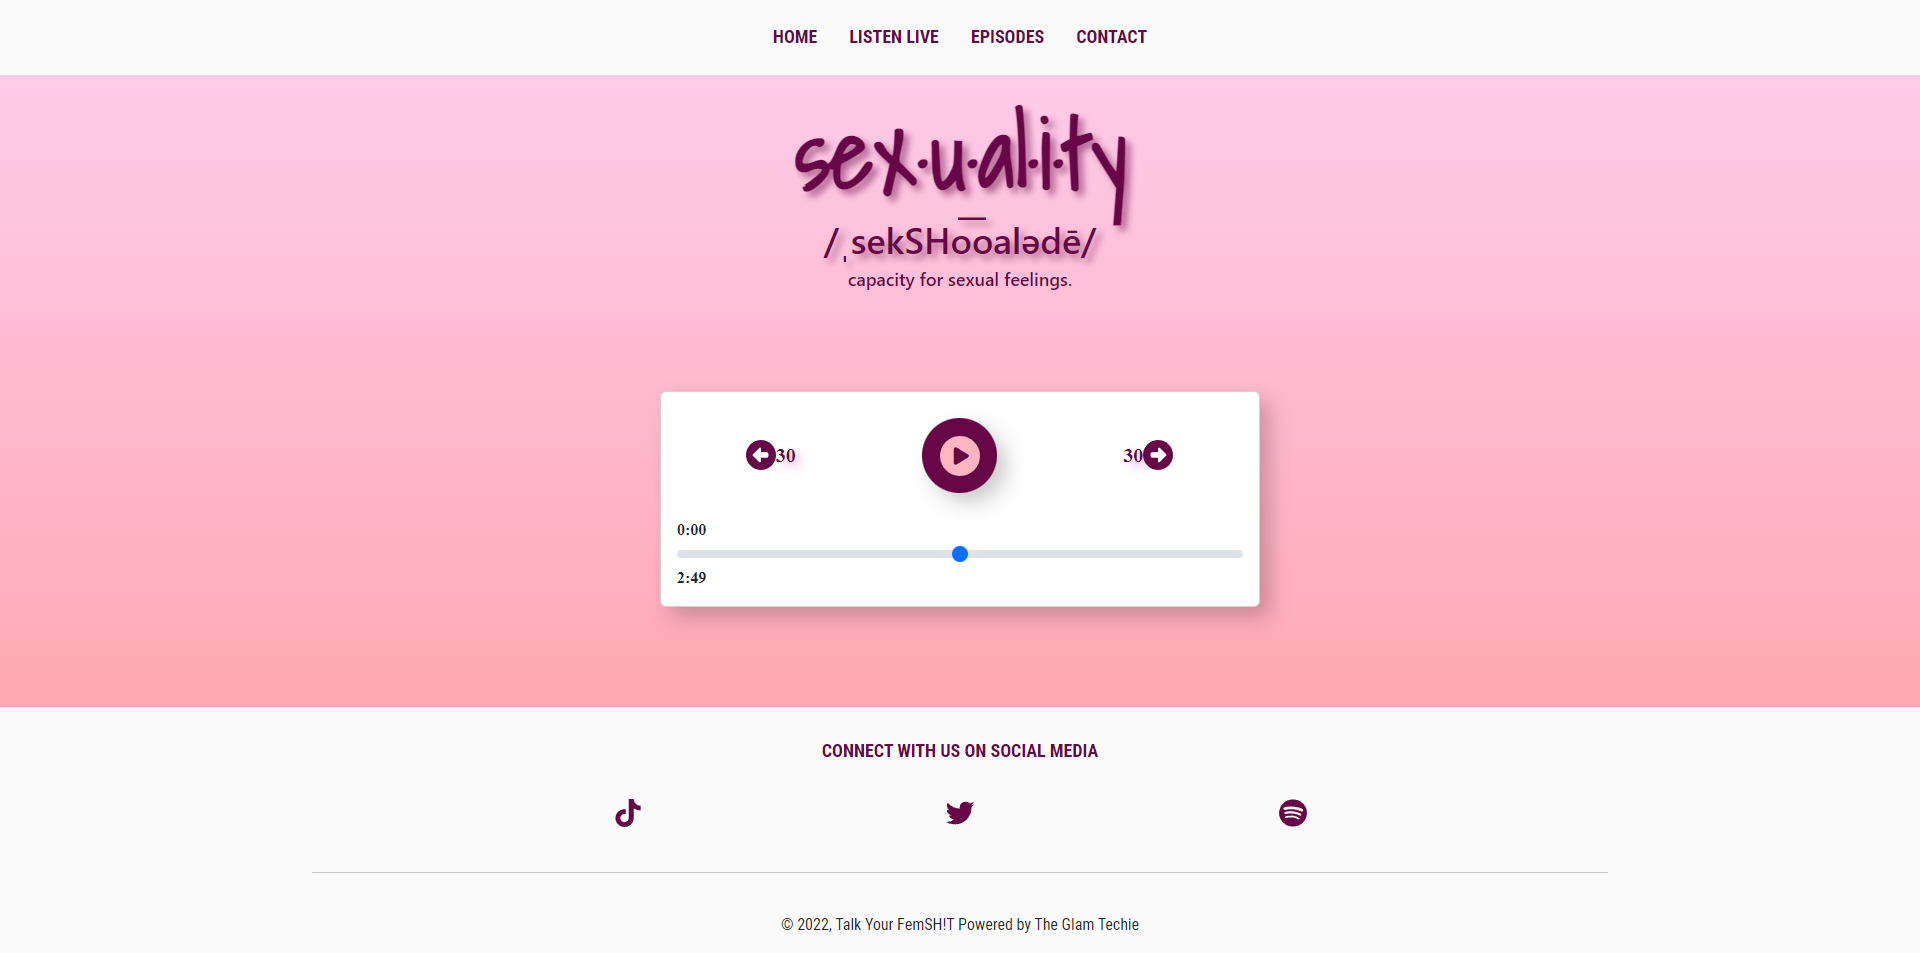 HOME LISTEN LIVE EPISODES CONTACT
sex·u·al·i·ty
/ˌsekSHo͞oalədē/
capacity for sexual feelings.
30 30
0:00
2:49
CONNECT WITH US ON SOCIAL MEDIA
© 2022, Talk Your FemSH!T Powered by The Glam Techie